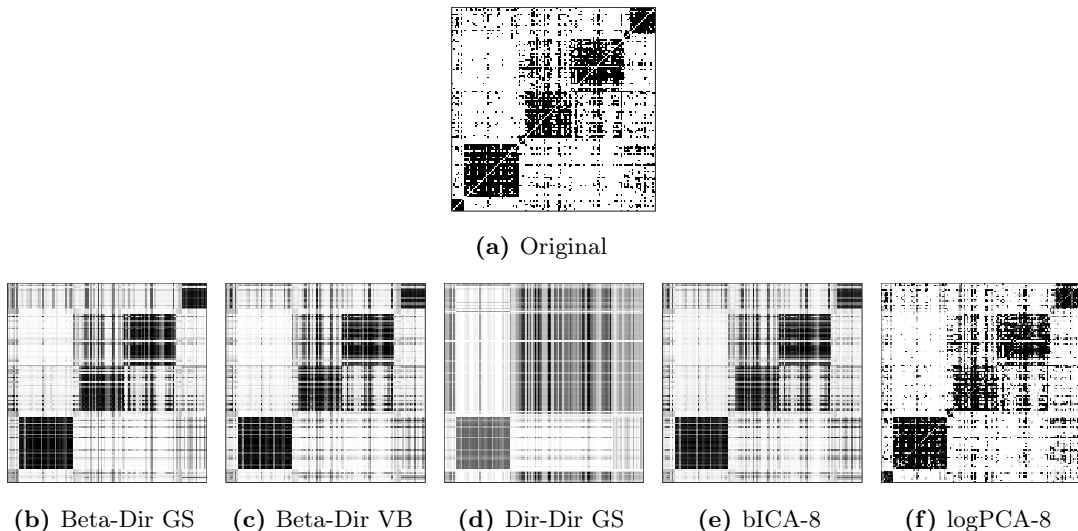 (a) Original
(b) Beta-Dir GS (c) Beta-Dir VB (d) Dir-Dir GS (e) bICA-8 (f) logPCA-8